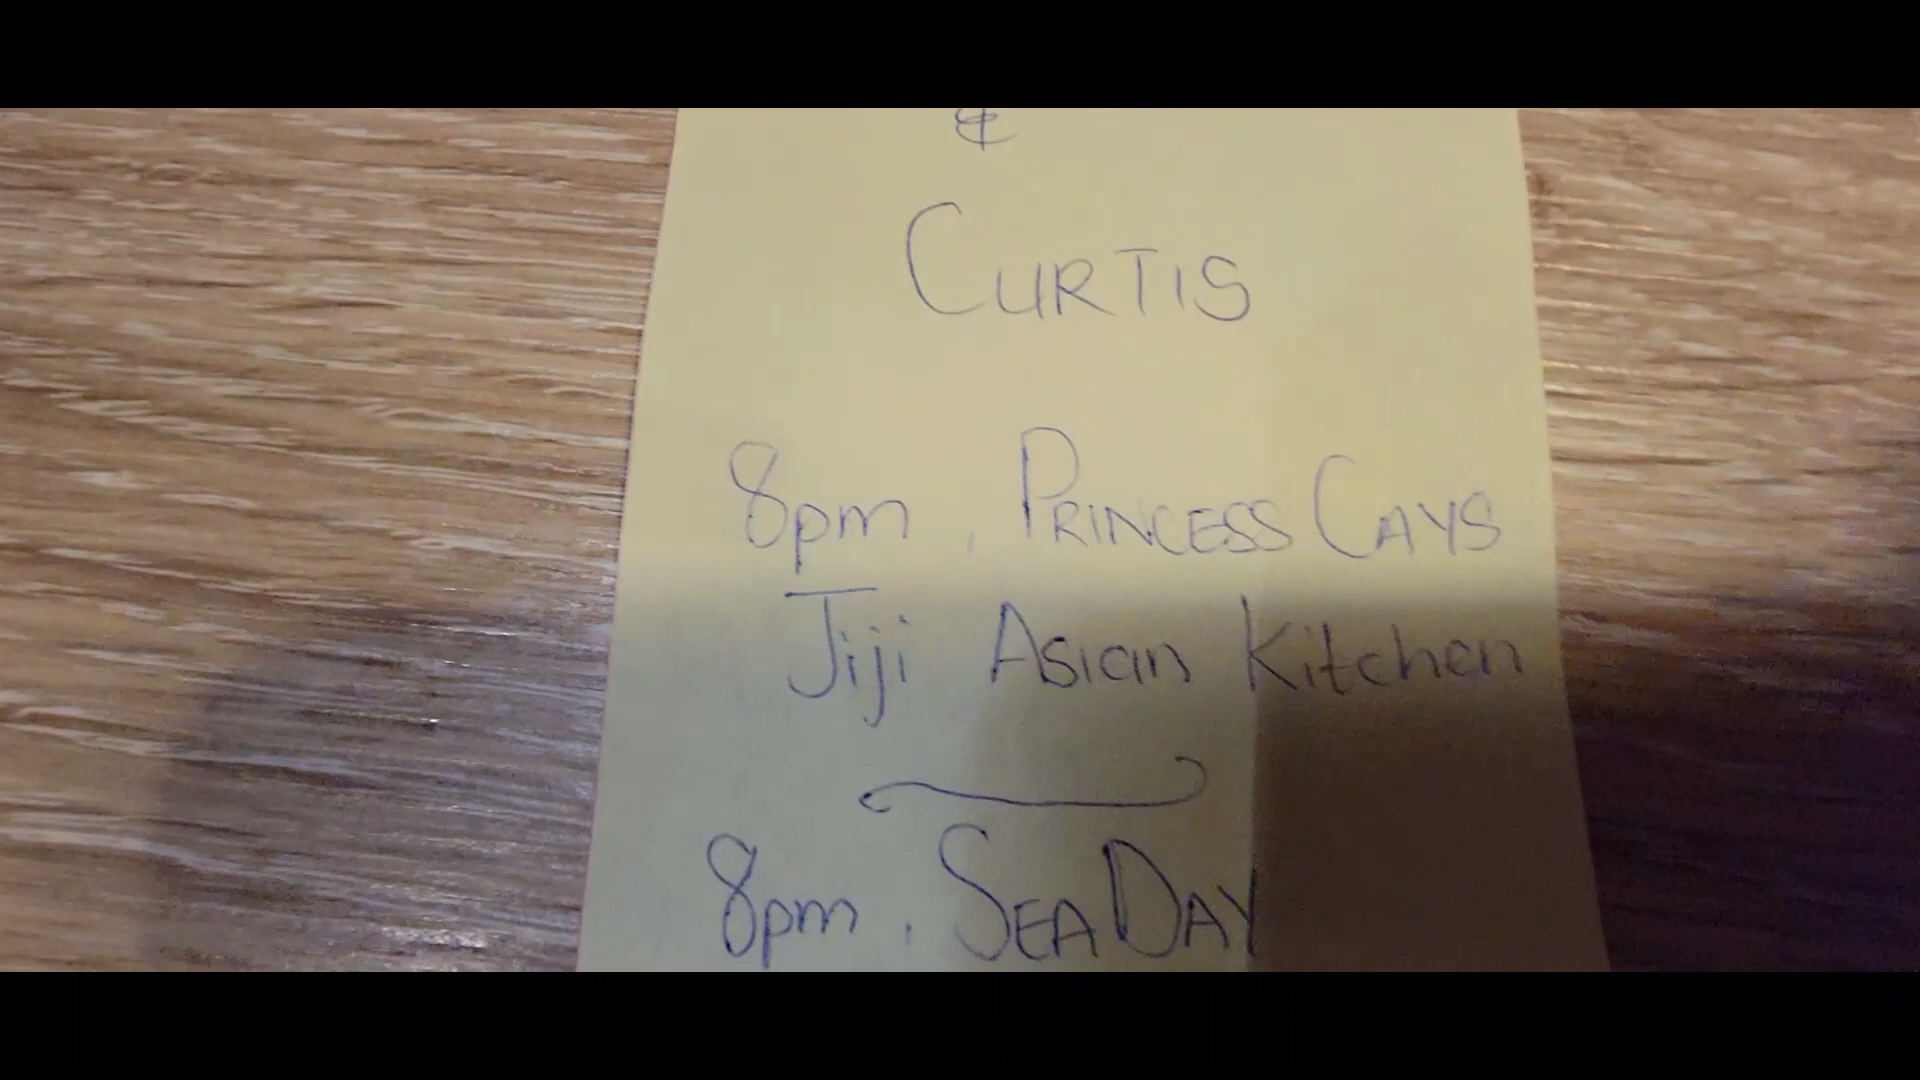 &
CURTIS
8pm, PRINCESS CAYS
Jiji Asian Kitchen
8pm, SEA DAY